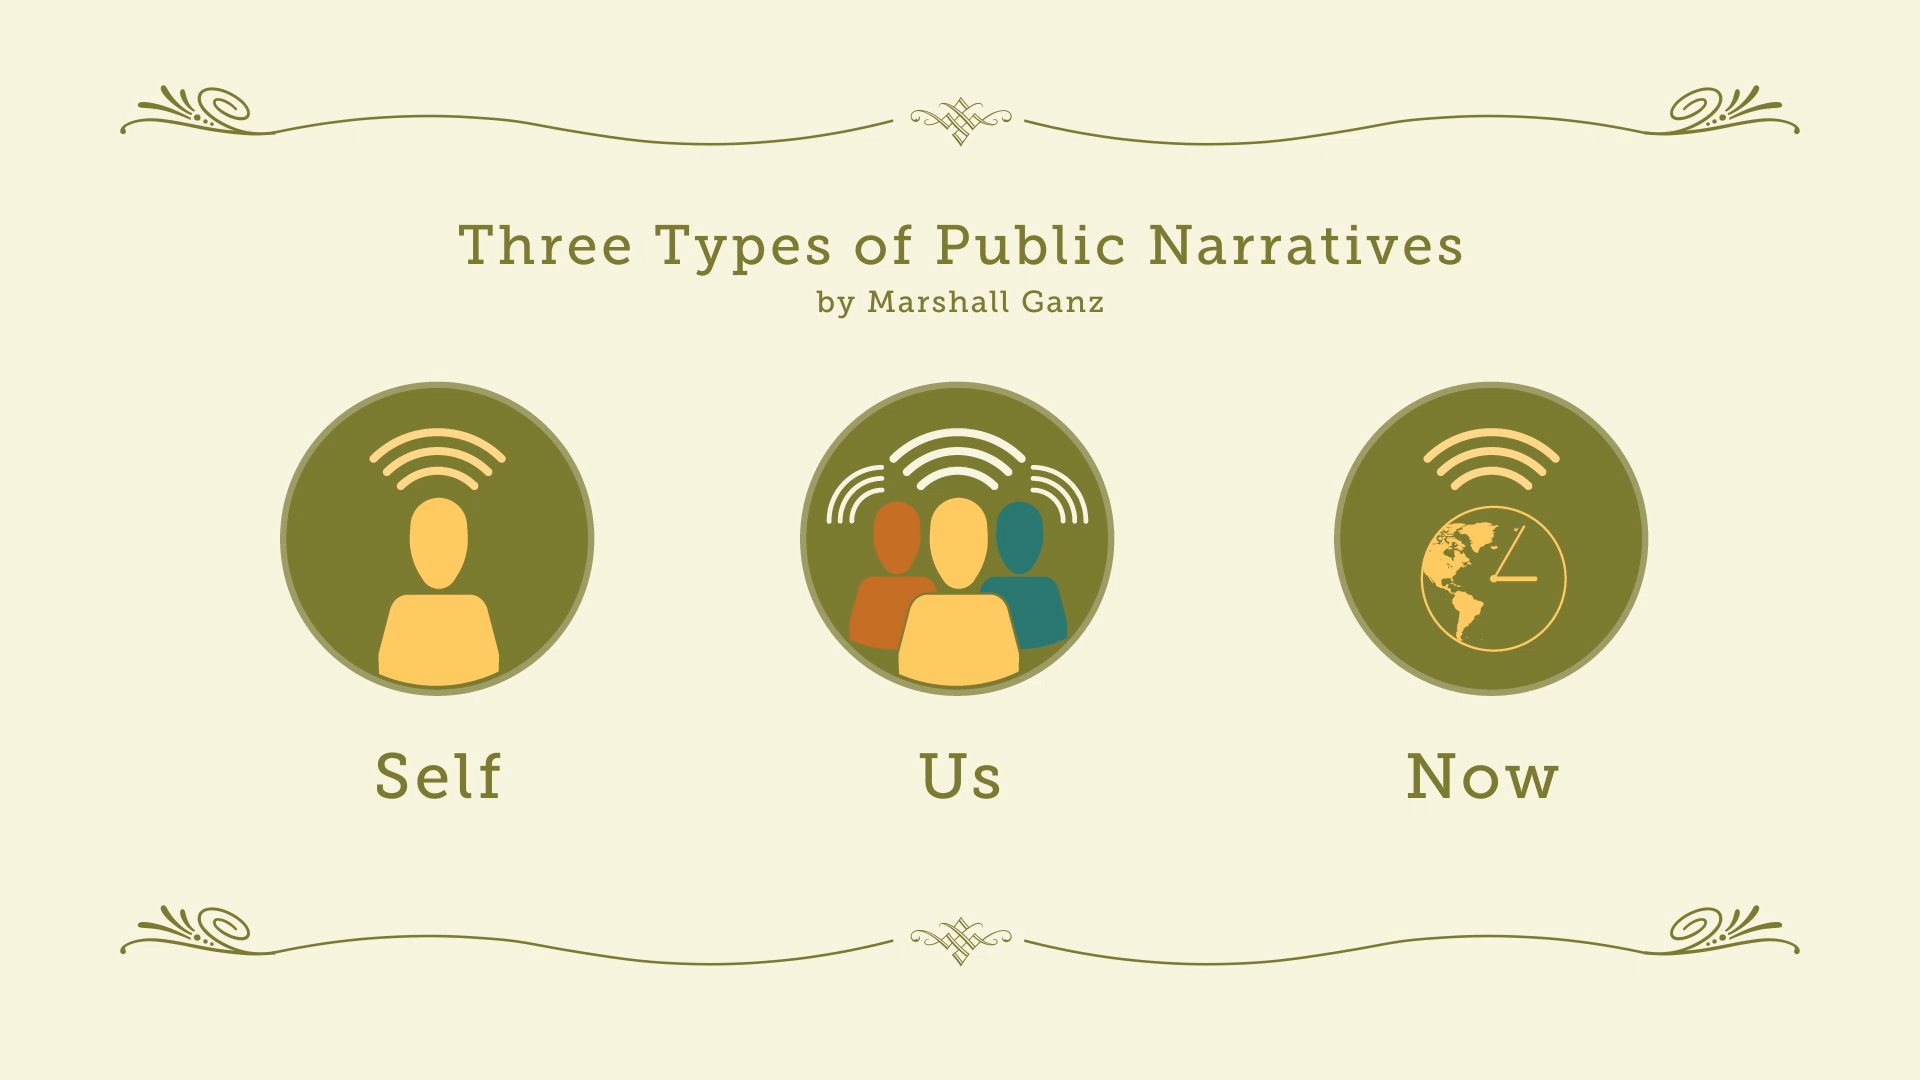 Three Types of Public Narratives
by Marshall Ganz
Self
Us
Now